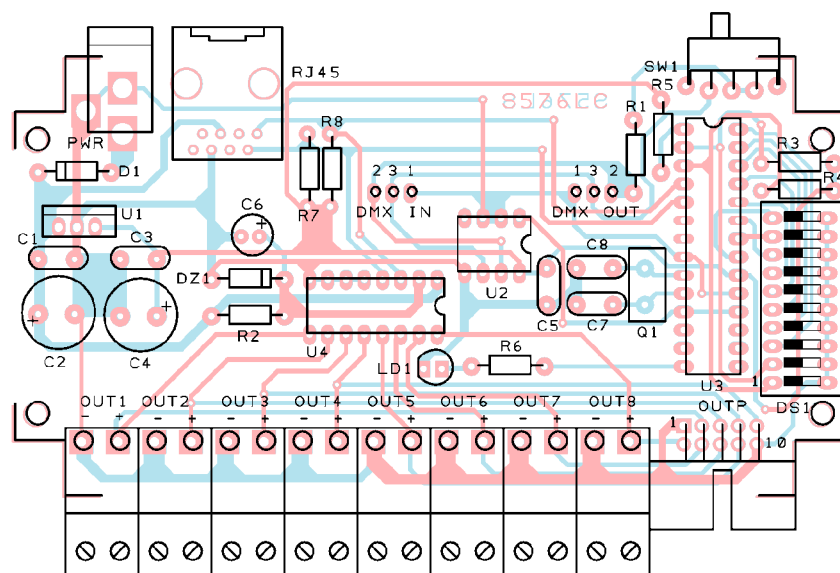 SW1
RJ45
8576LC
R5
R1
R8
PWR
R3
D1
2 3 1
1 3 2
R4
U1
C6
+
R7
DMX IN
DMX OUT
C1
C3
C8
DZ1
U2
+
+
R2
C5
C7
Q1
C2
C4
U4
R6
LD1
U3
1
OUT1
OUT2
OUT3
OUT4
OUT5
OUT6
OUT7
OUT8
OUTP
DS1
- +
- +
- +
- +
- +
- +
- +
- +
1
10